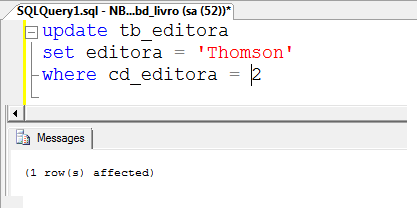 SQLQuery1.sql - NB...bd_livro (sa (52))*
update tb_editora
set editora = 'Thomson'
where cd_editora = 2
Messages
(1 row(s) affected)